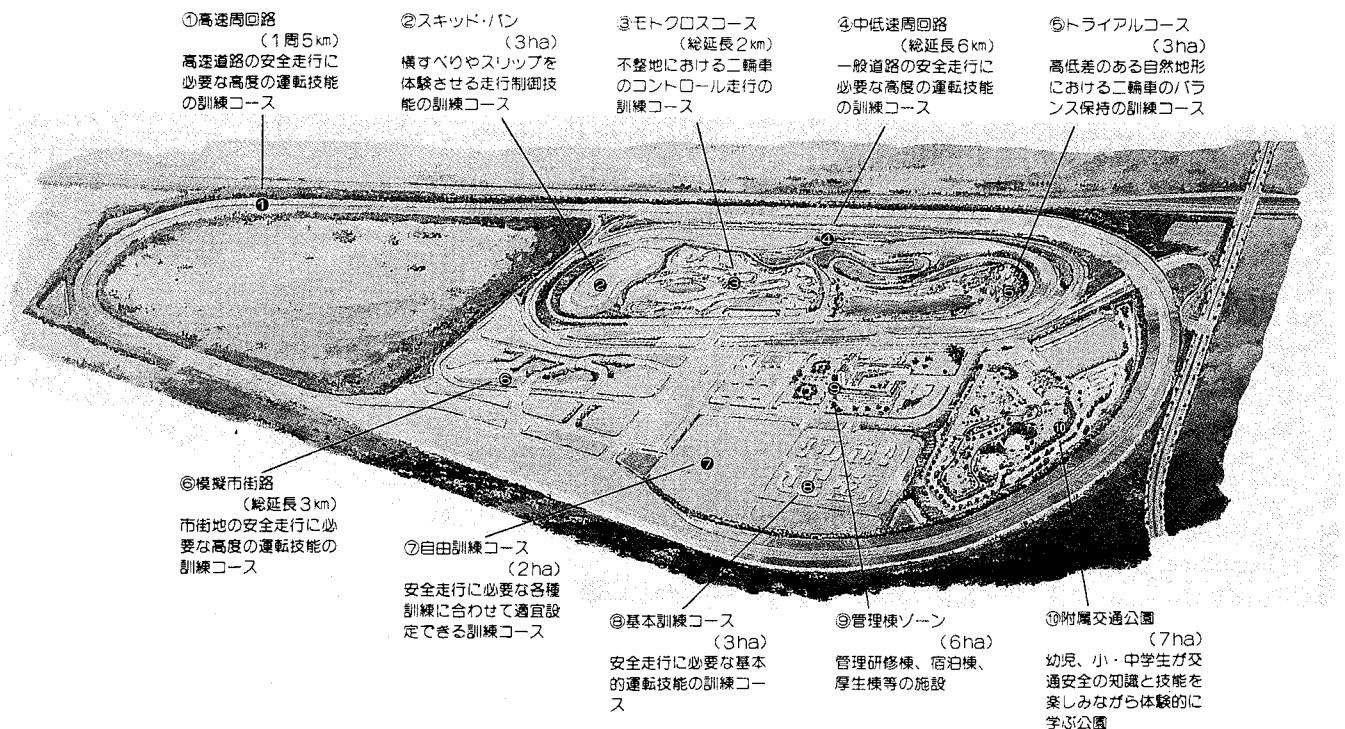 ①高速周回路
(1周5km)
高速道路の安全走行に
必要な高度の運転技能
の訓練コース
②スキッド・パン
(3ha)
横すべりやスリップを
体験させる走行制御技
能の訓練コース
③モトクロスコース
(総延長2km)
不整地における二輪車
のコントロール走行の
訓練コース
④中低速周回路
(総延長6km)
一般道路の安全走行に
必要な高度の運転技能
の訓練コース
⑤トライアルコース
(3ha)
高低差のある自然地形
における二輪車のバラ
ンス保持の訓練コース
❶
④
②
③
⑤
⑥
⑨
⑩
❼
⑧
⑥模擬市街路
(総延長3km)
市街地の安全走行に必
要な高度の運転技能の
訓練コース
⑦自由訓練コース
(2ha)
安全走行に必要な各種
訓練に合わせて適宜設
定できる訓練コース
⑧基本訓練コース
(3ha)
安全走行に必要な基本
的運転技能の訓練コー
ス
⑨管理棟ゾーン
(6ha)
管理研修棟、宿泊棟、
厚生棟等の施設
⑩附属交通公園
(7ha)
幼児、小・中学生が交
通安全の知識と技能を
楽しみながら体験的に
学ぶ公園